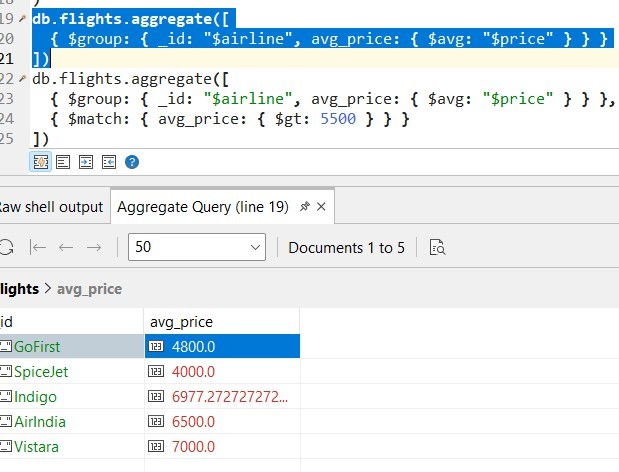 19 db.flights.aggregate([
20 { $group: { _id: "$airline", avg_price: { $avg: "$price" } } }
21 ])
22 db.flights.aggregate([
23 { $group: { _id: "$airline", avg_price: { $avg: "$price" } } },
24 { $match: { avg_price: { $gt: 5500 } } }
25 ])
Raw shell output Aggregate Query (line 19)
50 Documents 1 to 5
lights > avg_price
id avg_price
GoFirst 4800.0
SpiceJet 4000.0
Indigo 6977.272727272...
AirIndia 6500.0
Vistara 7000.0